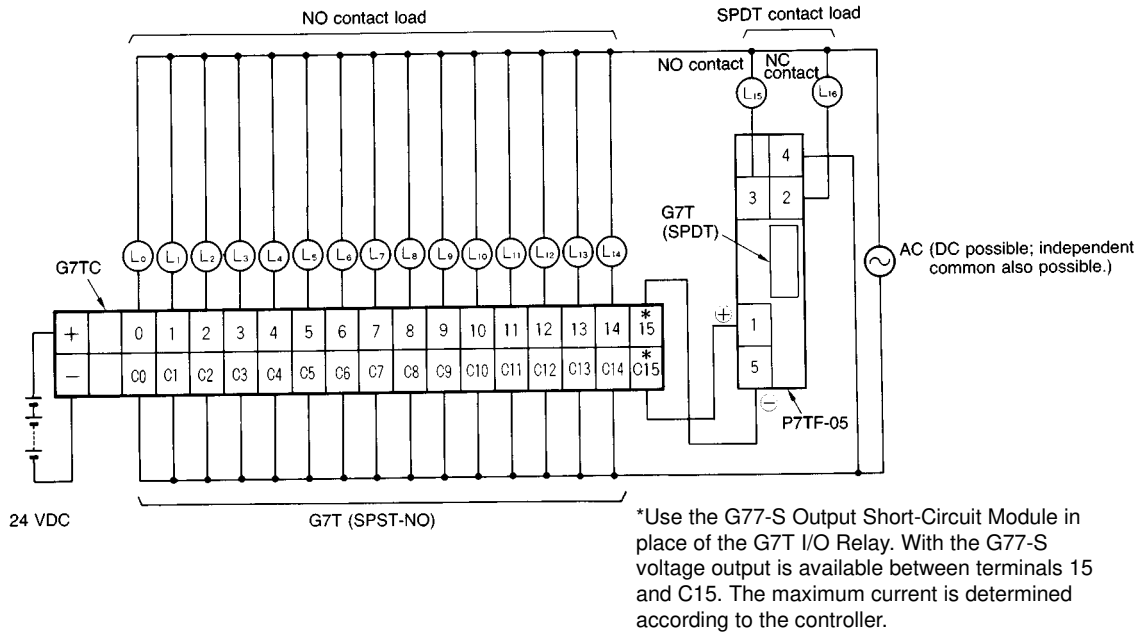 NO contact load
SPDT contact load
NO contact
NC
contact
L15
L16
4
3 2
G7T
(SPDT)
AC (DC possible; independent
common also possible.)
L0 L1 L2 L3 L4 L5 L6 L7 L8 L9 L10 L11 L12 L13 L14
G7TC
+ 0 1 2 3 4 5 6 7 8 9 10 11 12 13 14 *15
− C0 C1 C2 C3 C4 C5 C6 C7 C8 C9 C10 C11 C12 C13 C14 *C15
+
1
5
−
P7TF-05
24 VDC
G7T (SPST-NO)
*Use the G77-S Output Short-Circuit Module in
place of the G7T I/O Relay. With the G77-S
voltage output is available between terminals 15
and C15. The maximum current is determined
according to the controller.